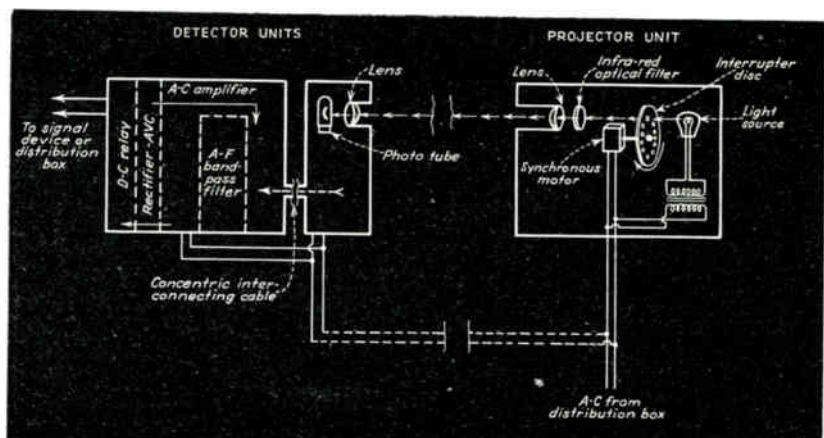 DETECTOR UNITS
PROJECTOR UNIT
Lens
A-C amplifier
To signal
device or
distribution
box
D-C relay
Rectifier-AVC
A-F
band-
pass
filter
Photo tube
Concentric inter-
connecting cable
Lens
Infra-red
optical filter
Interrupter
disc
Light
source
Synchronous
motor
A-C from
distribution box